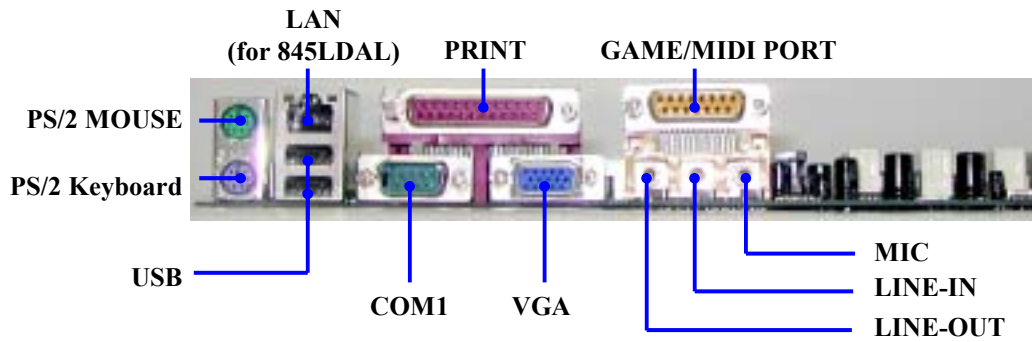 LAN
(for 845LDAL)
PRINT
GAME/MIDI PORT
PS/2 MOUSE
PS/2 Keyboard
USB
COM1
VGA
MIC
LINE-IN
LINE-OUT